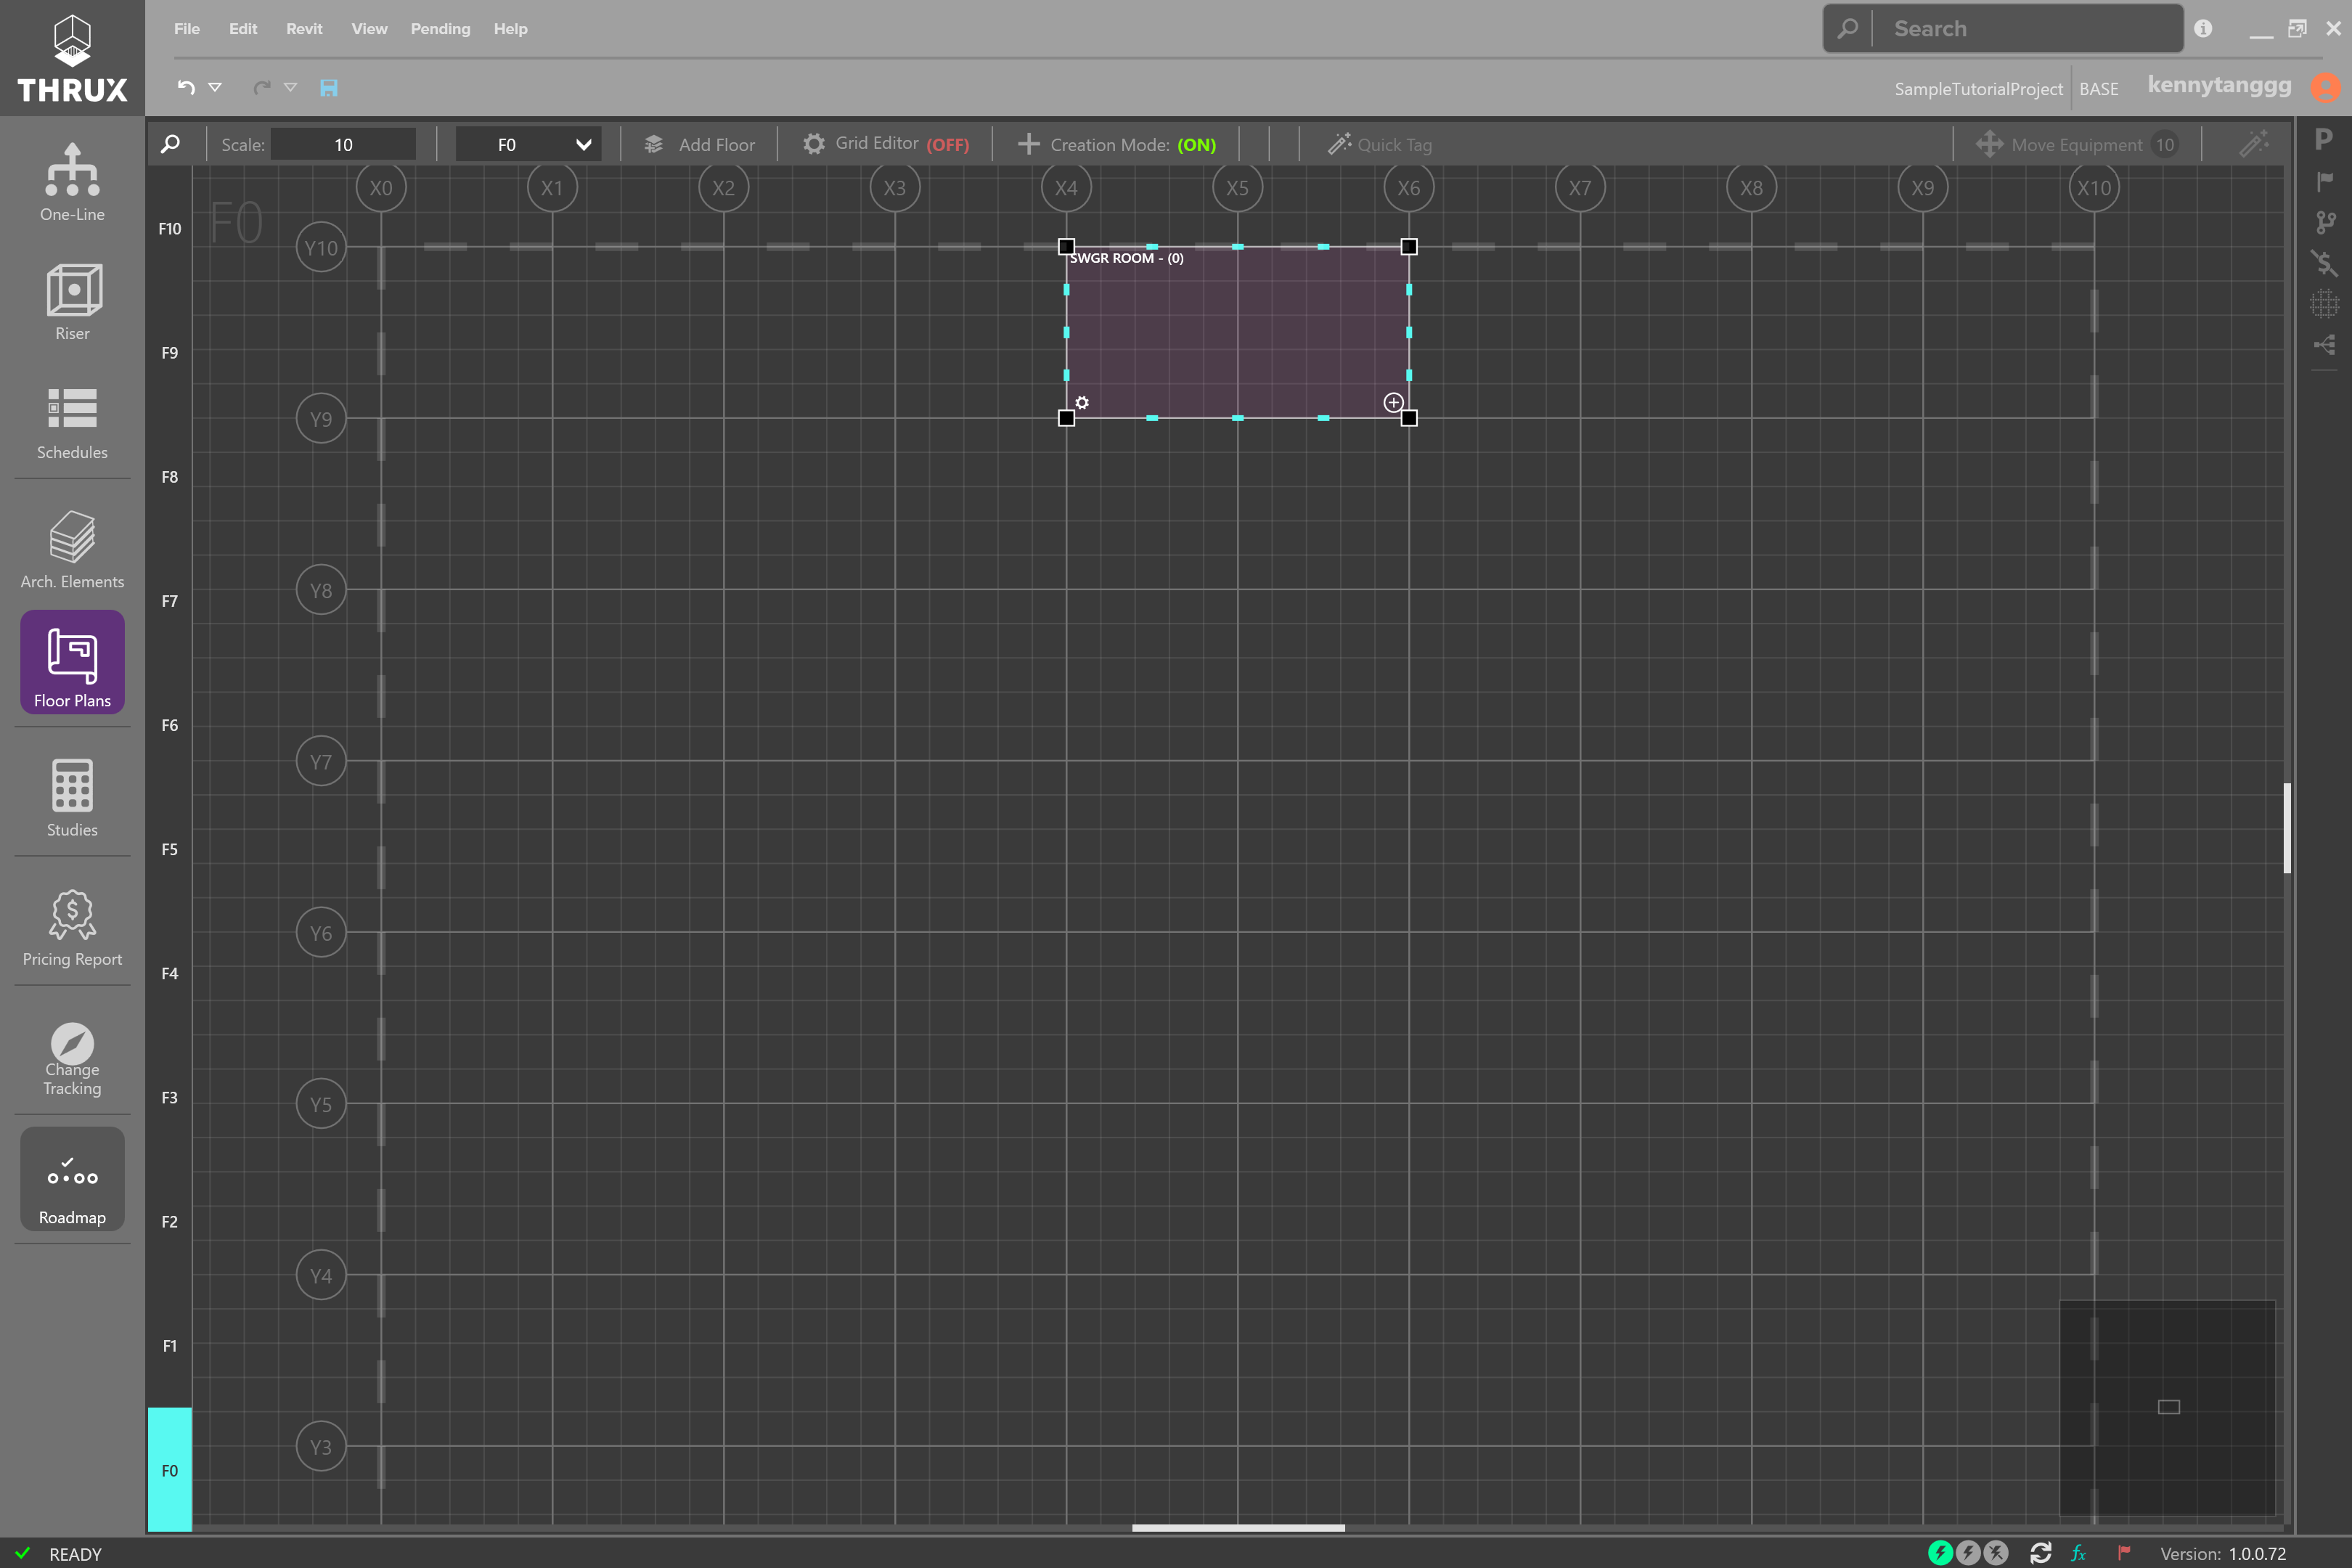 THRUX
File Edit Revit View Pending Help
Search
SampleTutorialProject BASE kennytanggg
Scale: 10 F0 Add Floor Grid Editor (OFF) Creation Mode: (ON) Quick Tag Move Equipment 10
P
One-Line
Riser
Schedules
Arch. Elements
Floor Plans
Studies
Pricing Report
Change
Tracking
Roadmap
F10
F9
F8
F7
F6
F5
F4
F3
F2
F1
F0
F0
X0 X1 X2 X3 X4 X5 X6 X7 X8 X9 X10
Y10
Y9
Y8
Y7
Y6
Y5
Y4
Y3
SWGR ROOM - (0)
READY
fx
Version: 1.0.0.72